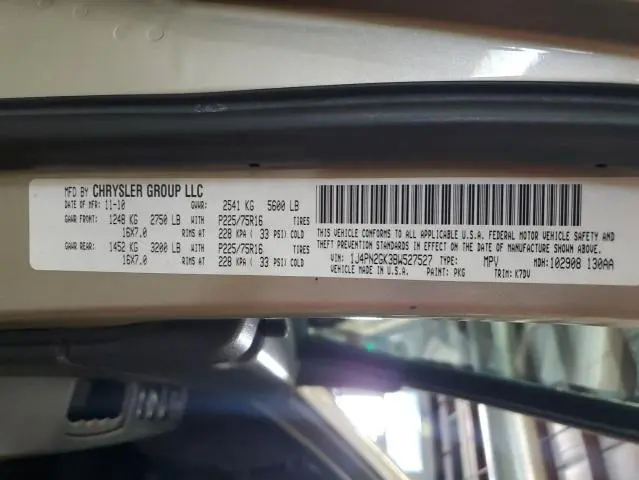 MFD BY CHRYSLER GROUP LLC
DATE OF MFR: 11-10 GVWR: 2541 KG 5600 LB
GAWR FRONT: 1248 KG 2750 LB WITH P225/75R16 TIRES
16X7.0 RIMS AT 228 KPA ( 33 PSI) COLD
GAWR REAR: 1452 KG 3200 LB WITH P225/75R16 TIRES
16X7.0 RIMS AT 228 KPA ( 33 PSI) COLD
THIS VEHICLE CONFORMS TO ALL APPLICABLE U.S.A. FEDERAL MOTOR VEHICLE SAFETY AND
THEFT PREVENTION STANDARDS IN EFFECT ON THE DATE OF MANUFACTURE SHOWN ABOVE.
VIN: 1J4PN2GK3BW527527 TYPE: MPV MDH: 102908 130AA
VEHICLE MADE IN U.S.A. PAINT: PKG TRIM: K7DV